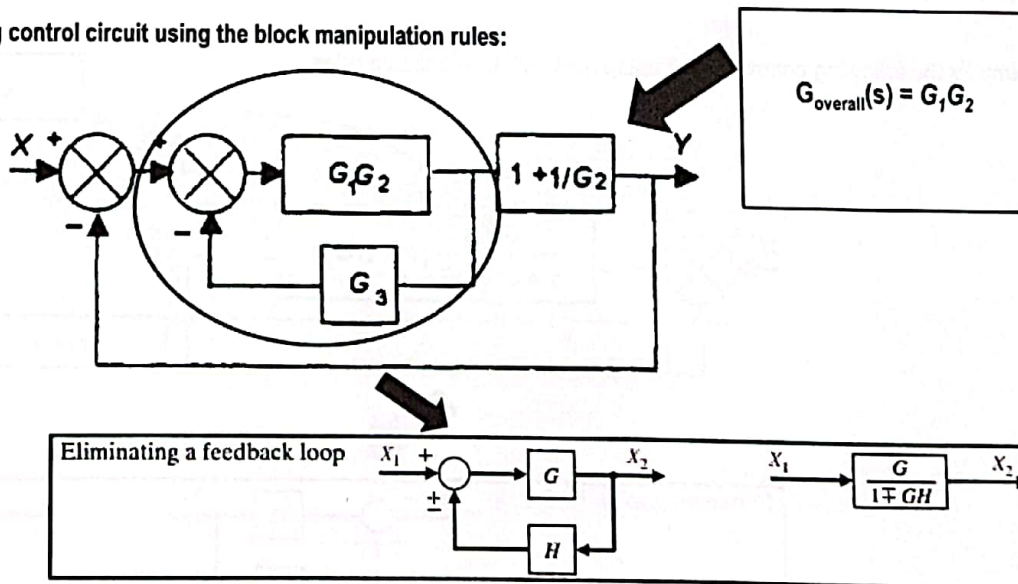 g control circuit using the block manipulation rules:
G_overall(s) = G₁G₂
X + + G₁G₂ 1 +1/G₂ Y
− −
G₃
Eliminating a feedback loop X₁ + G X₂ X₁ G X₂
± 1∓GH
H